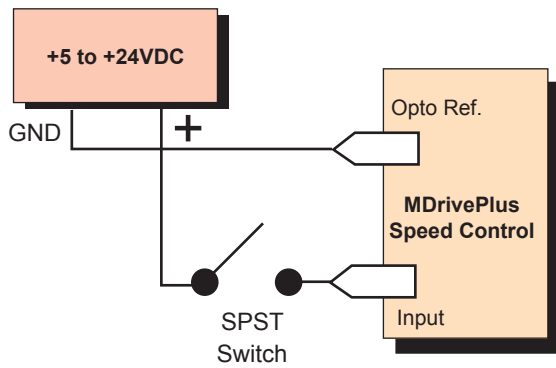 +5 to +24VDC
GND
+
Opto Ref.
MDrivePlus
Speed Control
Input
SPST
Switch